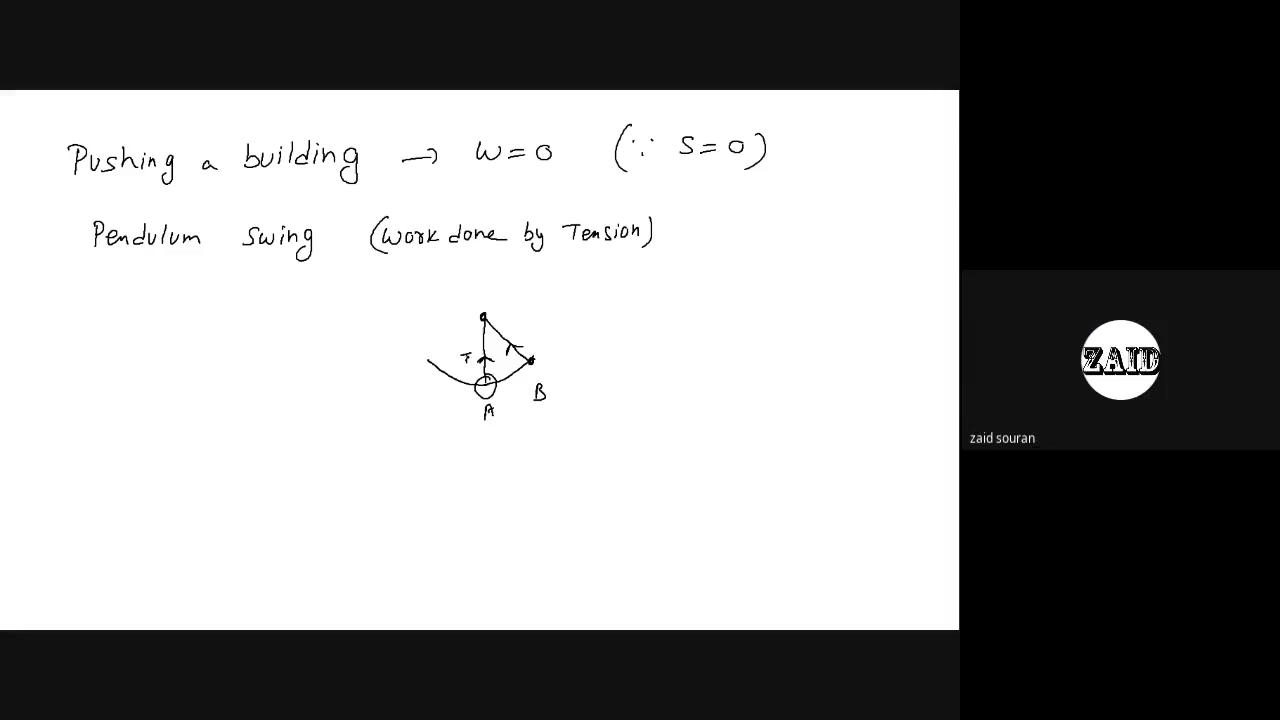 Pushing a building → W = 0 (∵ S = 0)
Pendulum swing (Work done by Tension)
T
A
B
ZAID
zaid souran